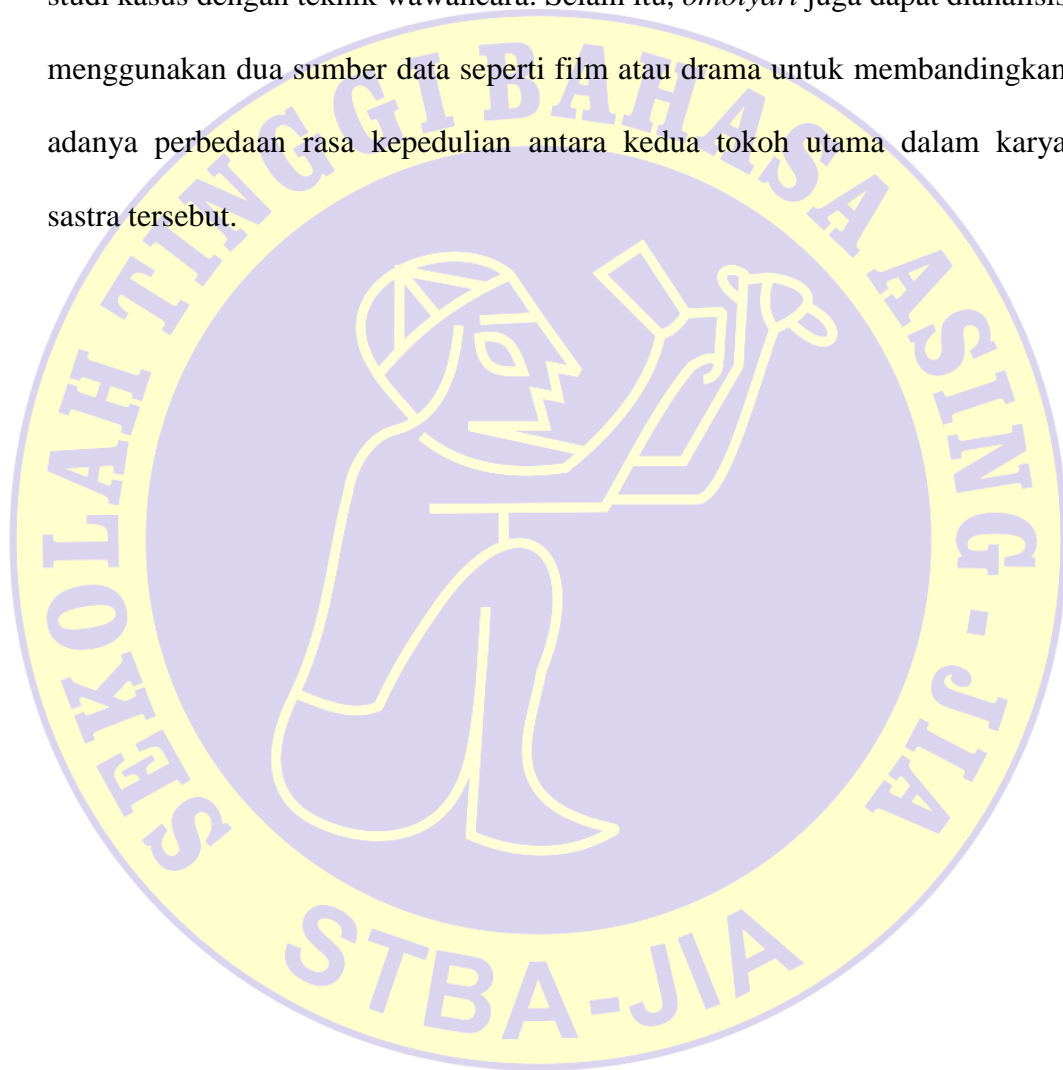 studi kasus dengan teknik wawancara. Selain itu, omoiyari juga dapat dianalisis
menggunakan dua sumber data seperti film atau drama untuk membandingkan
adanya perbedaan rasa kepedulian antara kedua tokoh utama dalam karya
sastra tersebut.
SEKOLAH TINGGI BAHASA ASING - JIA
STBA-JIA